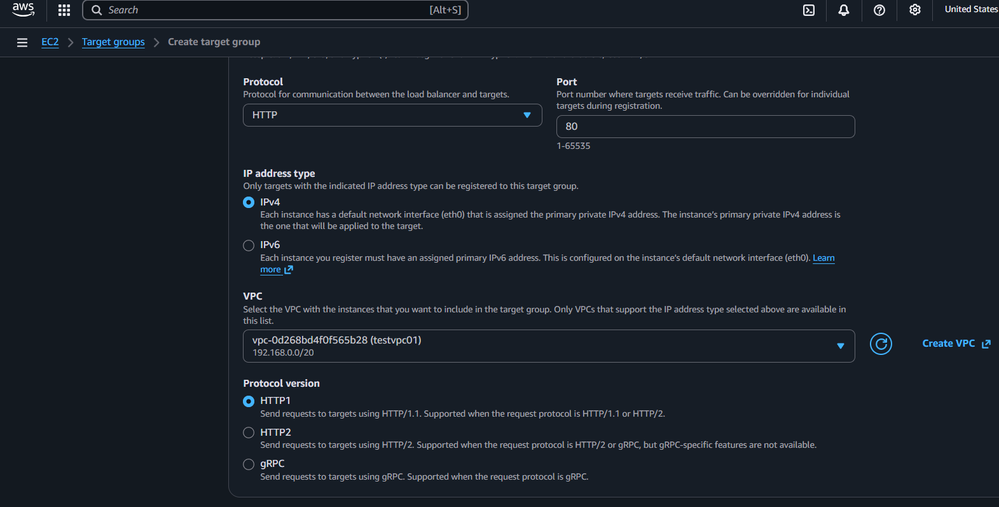 aws
Search [Alt+S]
United States
EC2 > Target groups > Create target group
Protocol
Protocol for communication between the load balancer and targets.
HTTP
Port
Port number where targets receive traffic. Can be overridden for individual
targets during registration.
80
1-65535
IP address type
Only targets with the indicated IP address type can be registered to this target group.
IPv4
Each instance has a default network interface (eth0) that is assigned the primary private IPv4 address. The instance's primary private IPv4 address is
the one that will be applied to the target.
IPv6
Each instance you register must have an assigned primary IPv6 address. This is configured on the instance's default network interface (eth0). Learn
more
VPC
Select the VPC with the instances that you want to include in the target group. Only VPCs that support the IP address type selected above are available in
this list.
vpc-0d268bd4f0f565b28 (testvpc01)
192.168.0.0/20
Create VPC
Protocol version
HTTP1
Send requests to targets using HTTP/1.1. Supported when the request protocol is HTTP/1.1 or HTTP/2.
HTTP2
Send requests to targets using HTTP/2. Supported when the request protocol is HTTP/2 or gRPC, but gRPC-specific features are not available.
gRPC
Send requests to targets using gRPC. Supported when the request protocol is gRPC.